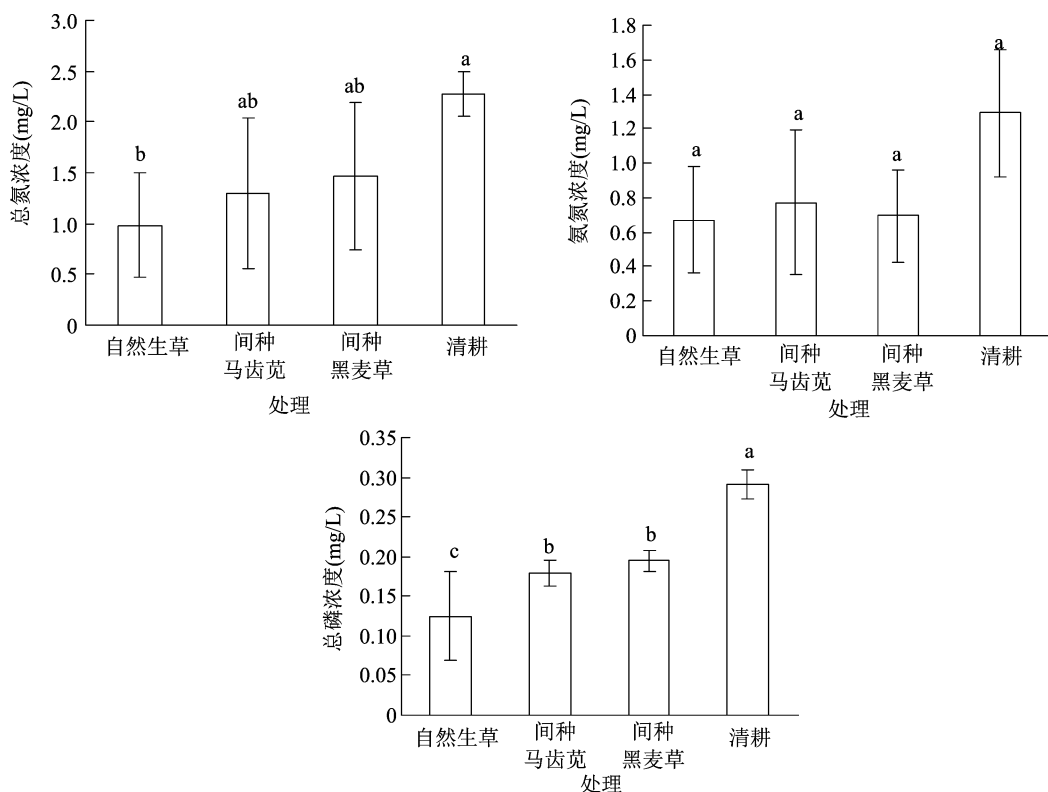 总氮浓度(mg/L)
3.0
2.5
2.0
1.5
1.0
0.5
0
b
ab
ab
a
自然生草
间种
马齿苋
间种
黑麦草
清耕
处理
氨氮浓度(mg/L)
1.8
1.6
1.4
1.2
1.0
0.8
0.6
0.4
0.2
0
a
a
a
a
自然生草
间种
马齿苋
间种
黑麦草
清耕
处理
总磷浓度(mg/L)
0.35
0.30
0.25
0.20
0.15
0.10
0.05
0
c
b
b
a
自然生草
间种
马齿苋
间种
黑麦草
清耕
处理